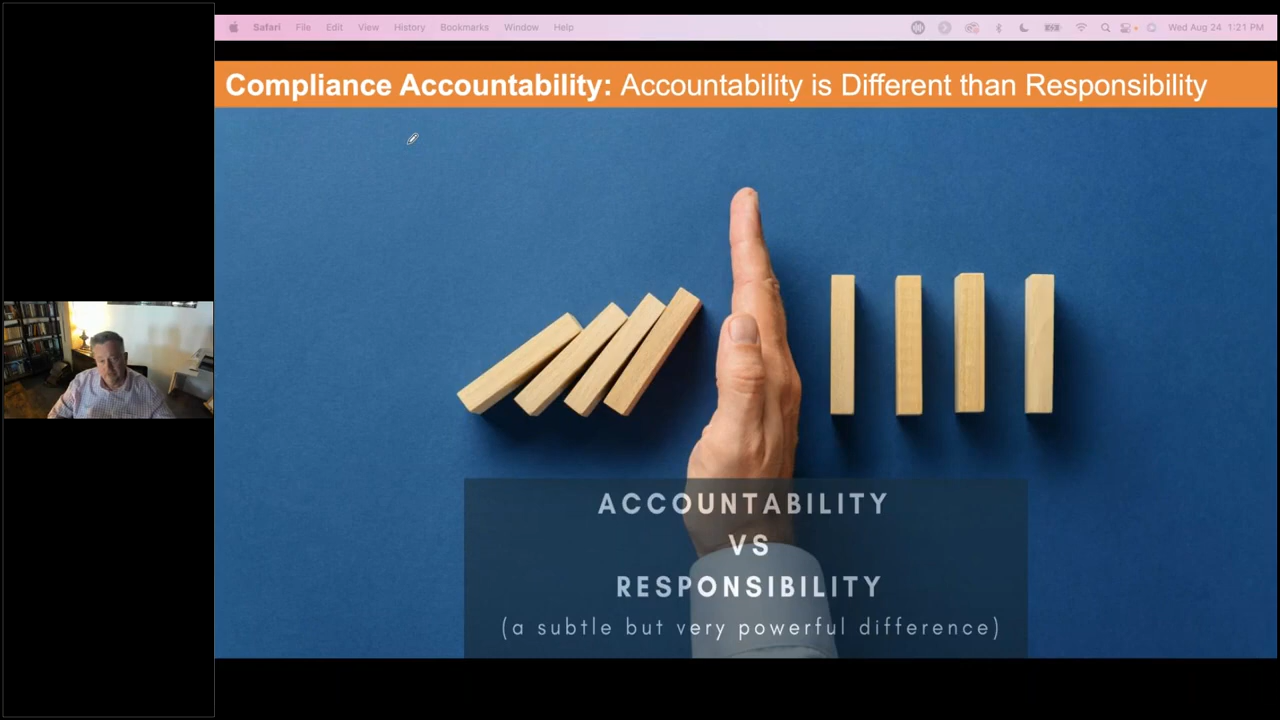 Safari File Edit View History Bookmarks Window Help Wed Aug 24 1:21 PM
Compliance Accountability: Accountability is Different than Responsibility
ACCOUNTABILITY
VS
RESPONSIBILITY
(a subtle but very powerful difference)